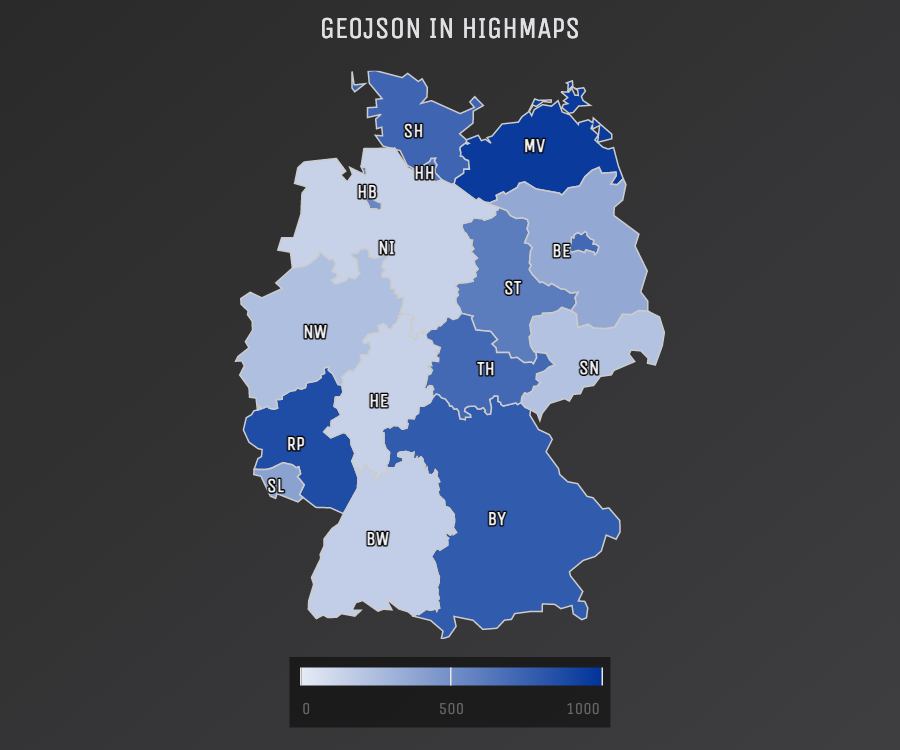 GEOJSON IN HIGHMAPS
SH
MV
HH
HB
NI
BE
ST
NW
TH
SN
HE
RP
SL
BY
BW
0 500 1000